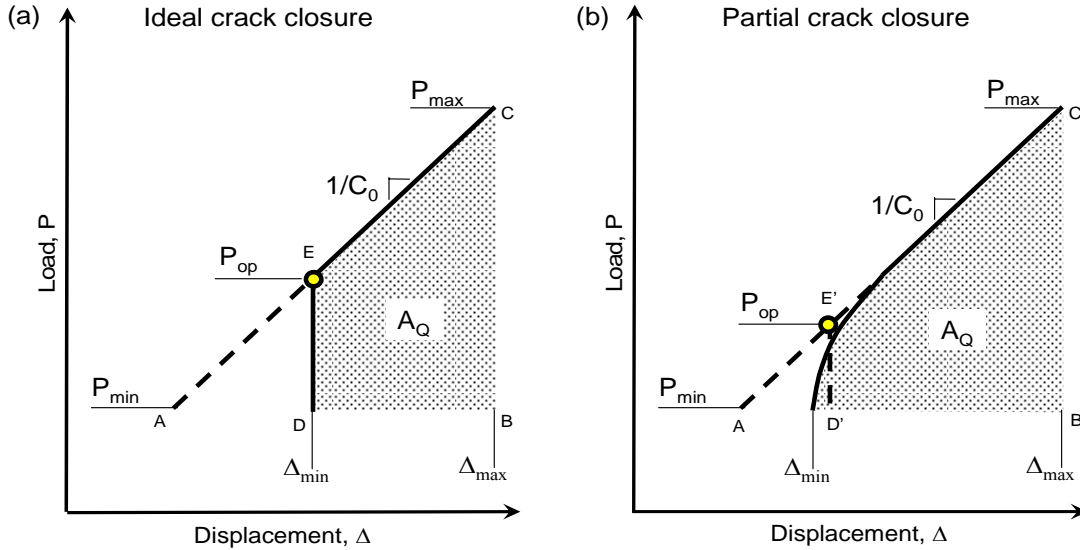 (a)
Ideal crack closure
P_max
C
1/C_0
E
P_op
A_Q
P_min
A
D
B
Δ_min
Δ_max
Load, P
Displacement, Δ
(b)
Partial crack closure
P_max
C
1/C_0
E'
P_op
A_Q
P_min
A
D'
B
Δ_min
Δ_max
Load, P
Displacement, Δ